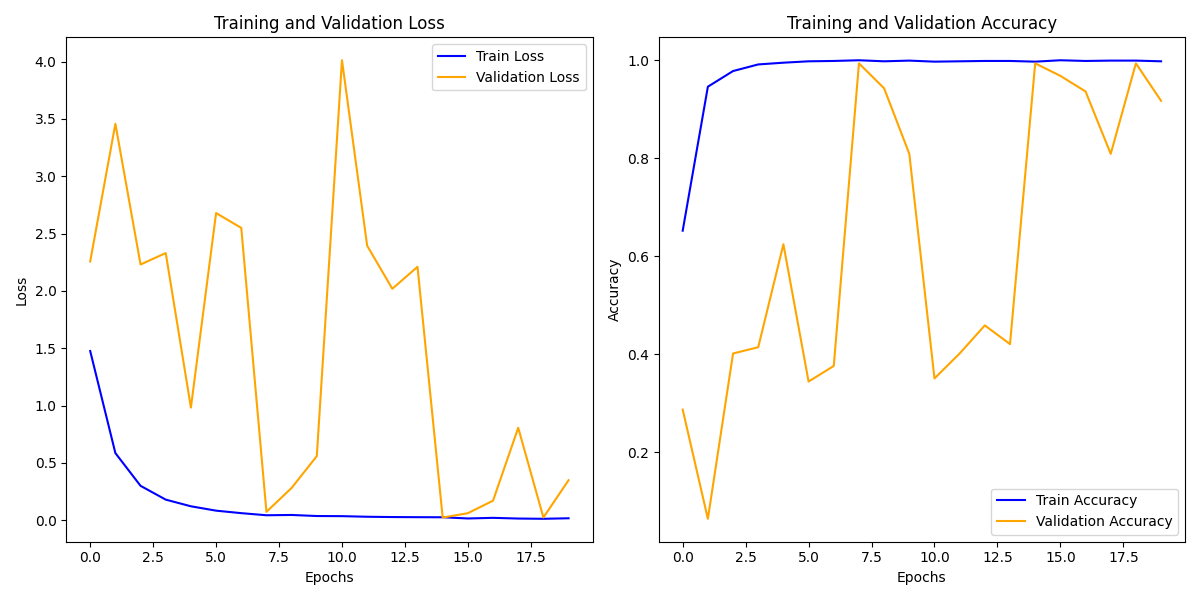 Training and Validation Loss
Train Loss
Validation Loss
4.0
3.5
3.0
2.5
2.0
1.5
1.0
0.5
0.0
Loss
0.0 2.5 5.0 7.5 10.0 12.5 15.0 17.5
Epochs
Training and Validation Accuracy
1.0
0.8
0.6
0.4
0.2
Accuracy
Train Accuracy
Validation Accuracy
0.0 2.5 5.0 7.5 10.0 12.5 15.0 17.5
Epochs